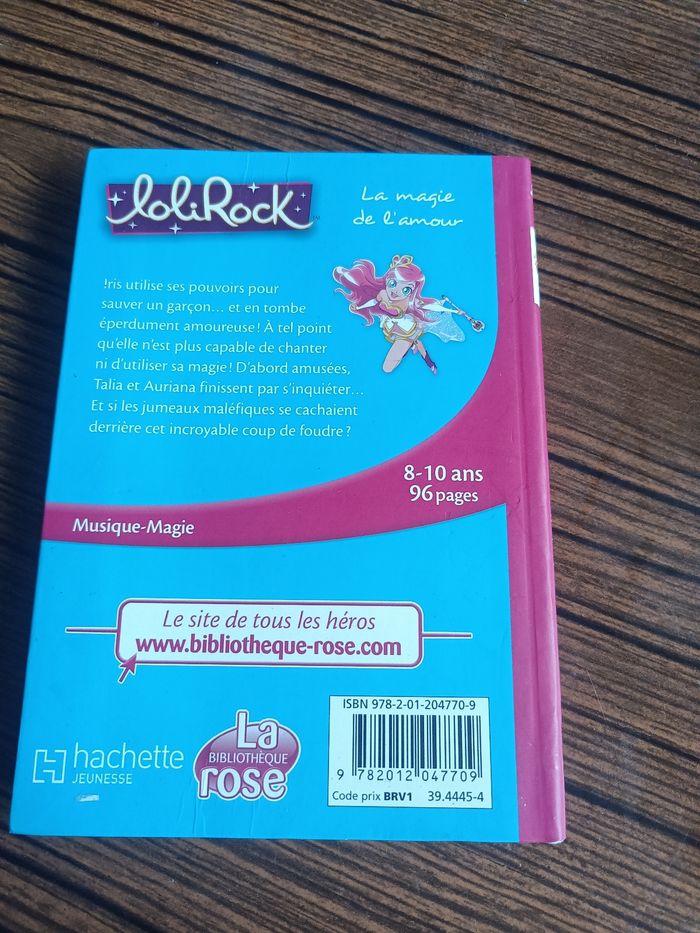 LoliRock
TM
La magie
de l'amour
Iris utilise ses pouvoirs pour
sauver un garçon... et en tombe
éperdument amoureuse ! À tel point
qu'elle n'est plus capable de chanter
ni d'utiliser sa magie ! D'abord amusées,
Talia et Auriana finissent par s'inquiéter...
Et si les jumeaux maléfiques se cachaient
derrière cet incroyable coup de foudre ?
8-10 ans
96 pages
Musique-Magie
Le site de tous les héros
www.bibliotheque-rose.com
hachette
JEUNESSE
La
BIBLIOTHÈQUE
rose
ISBN 978-2-01-204770-9
9 782012 047709
Code prix BRV1 39.4445-4